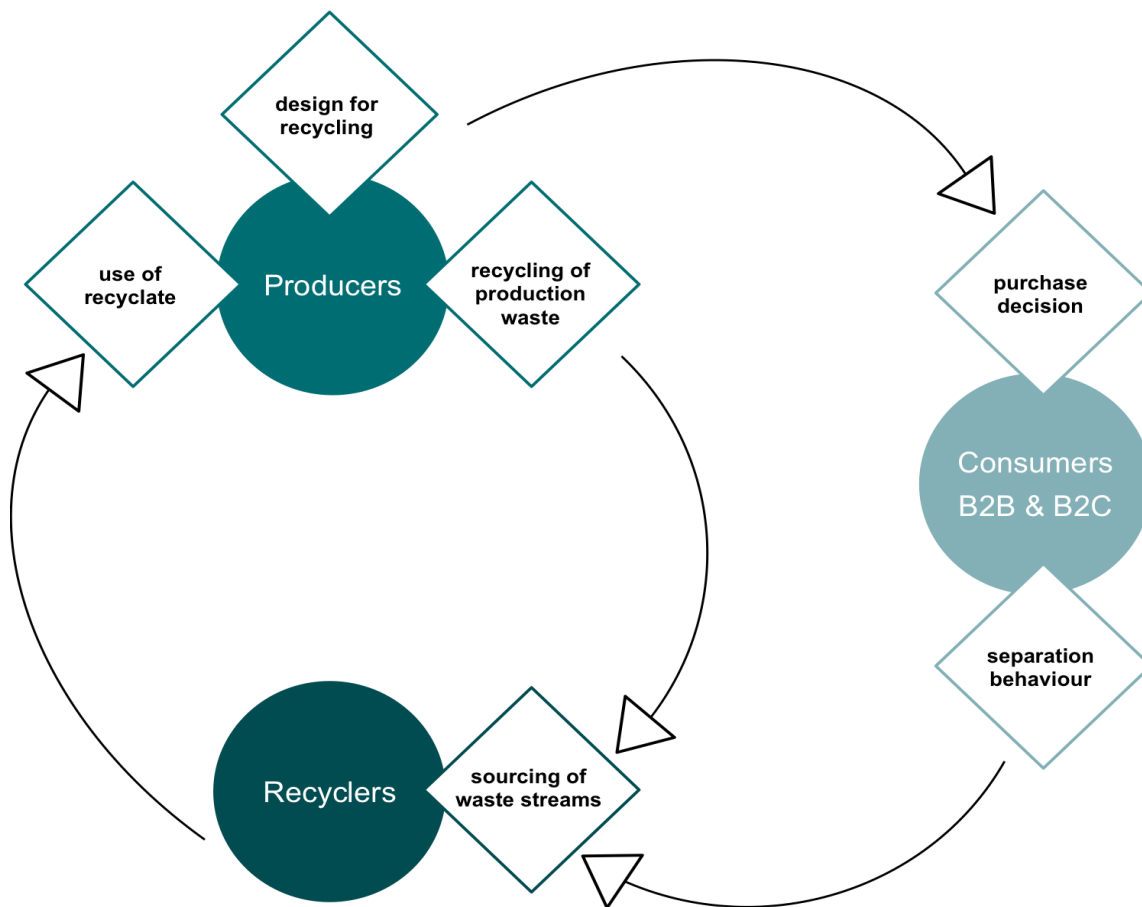 design for
recycling
use of
recyclate
Producers
recycling of
production
waste
purchase
decision
Consumers
B2B & B2C
separation
behaviour
Recyclers
sourcing of
waste streams